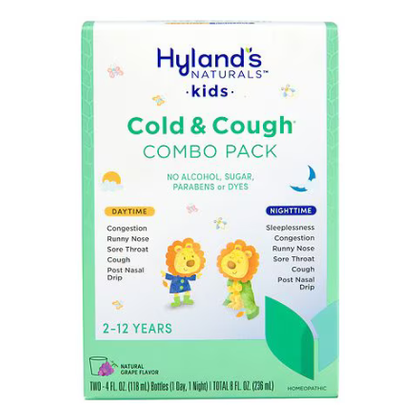 Hyland's
NATURALS™
• kids •
Cold & Cough*
COMBO PACK
NO ALCOHOL, SUGAR,
PARABENS or DYES
DAYTIME
Congestion
Runny Nose
Sore Throat
Cough
Post Nasal
Drip
NIGHTTIME
Sleeplessness
Congestion
Runny Nose
Sore Throat
Cough
Post Nasal
Drip
2-12 YEARS
NATURAL
GRAPE FLAVOR
TWO - 4 FL. OZ. (118 mL) Bottles (1 Day, 1 Night) | TOTAL 8 FL. OZ. (236 mL)
HOMEOPATHIC